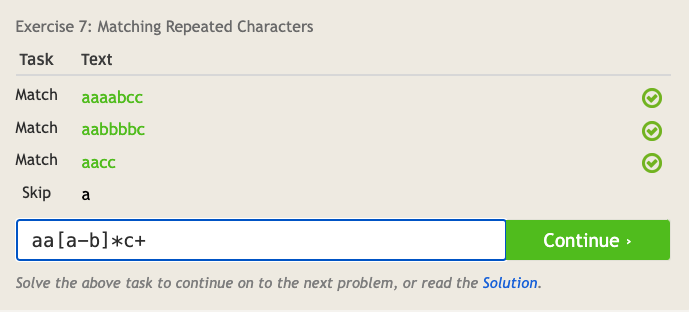 Exercise 7: Matching Repeated Characters
Task Text
Match aaaabcc
Match aabbbbc
Match aacc
Skip a
aa[a-b]*c+ Continue ›
Solve the above task to continue on to the next problem, or read the Solution.